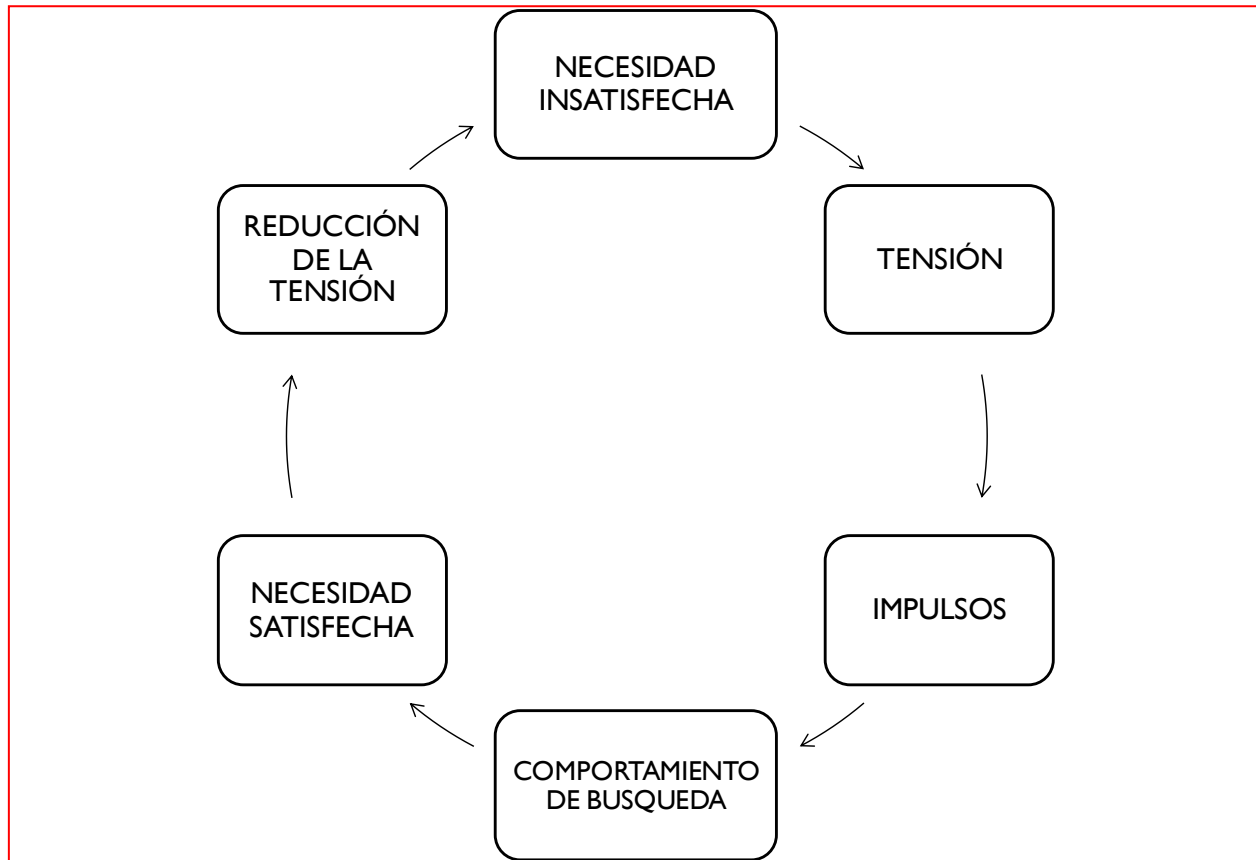 NECESIDAD
INSATISFECHA
TENSIÓN
IMPULSOS
COMPORTAMIENTO
DE BUSQUEDA
NECESIDAD
SATISFECHA
REDUCCIÓN
DE LA
TENSIÓN